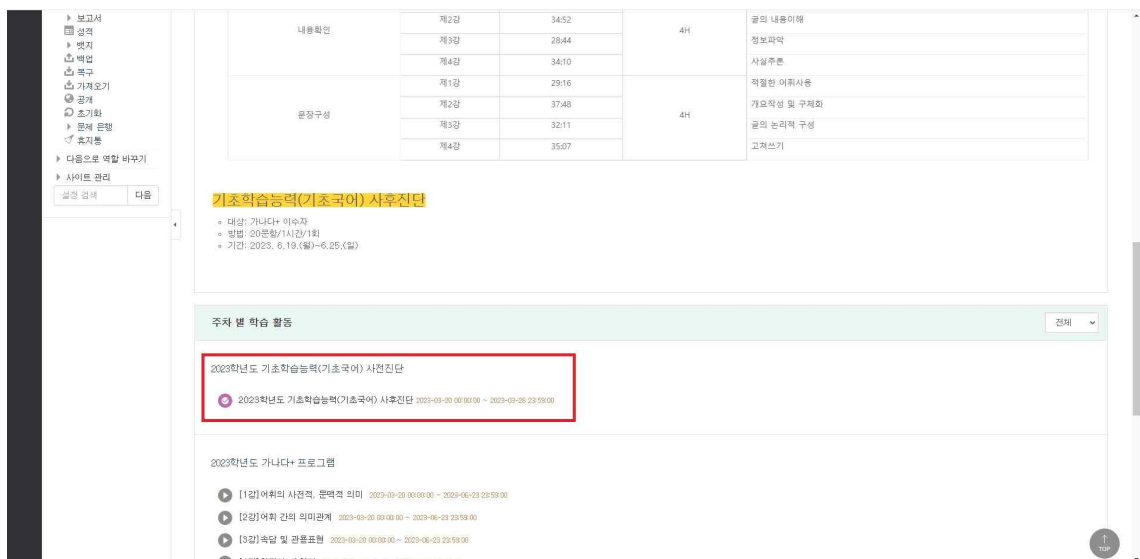 보고서
성적
뱃지
백업
복구
가져오기
공개
초기화
문제 은행
휴지통
다음으로 역할 바꾸기
사이트 관리
설정 검색 다음
내용확인 4H
제2강 34:52 글의 내용이해
제3강 28:44 정보파악
제4강 34:10 사실추론
문장구성 4H
제1강 29:16 적절한 어휘사용
제2강 37:48 개요작성 및 구체화
제3강 32:11 글의 논리적 구성
제4강 35:07 고쳐쓰기
기초학습능력(기초국어) 사후진단
대상: 가나다+ 이수자
방법: 20문항/1시간/1회
기간: 2023. 6.19.(월)~6.25.(일)
주차 별 학습 활동 전체
2023학년도 기초학습능력(기초국어) 사전진단
2023학년도 기초학습능력(기초국어) 사후진단 2023-03-20 00:00:00 ~ 2023-03-26 23:59:00
2023학년도 가나다+ 프로그램
[1강] 어휘의 사전적, 문맥적 의미 2023-03-20 00:00:00 ~ 2023-06-23 23:59:00
[2강] 어휘 간의 의미관계 2023-03-20 00:00:00 ~ 2023-06-23 23:59:00
[3강] 속담 및 관용표현 2023-03-20 00:00:00 ~ 2023-06-23 23:59:00
TOP